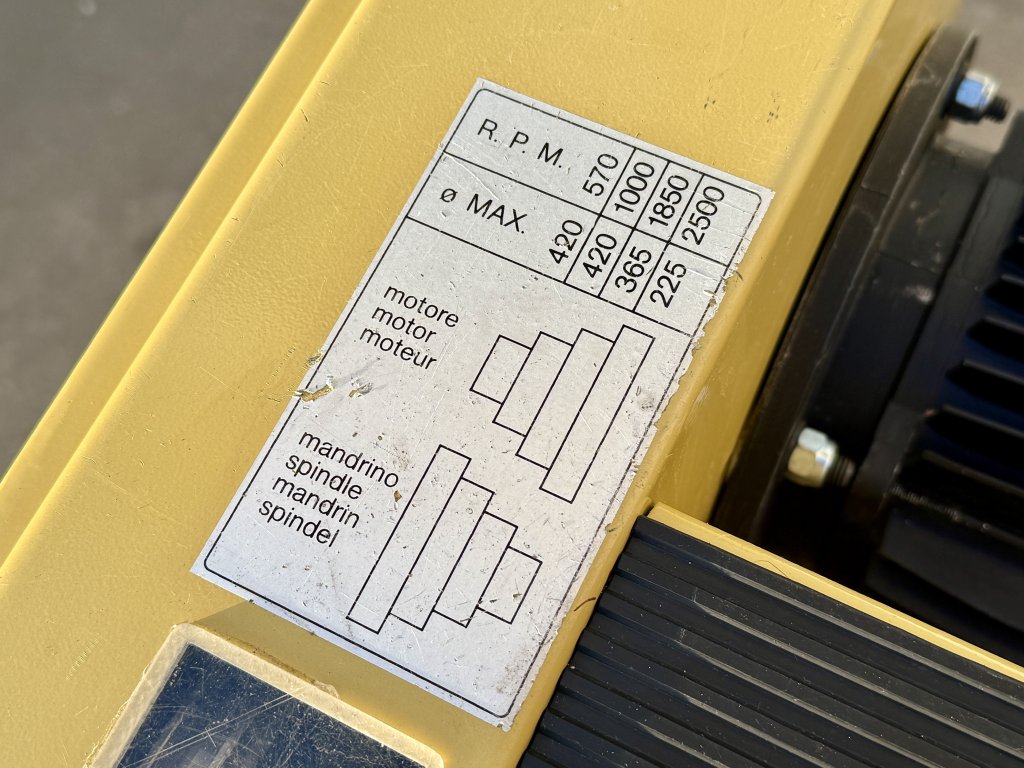 R. P. M. 570 1000 1850 2500
ø MAX. 420 420 365 225
motore
motor
moteur
mandrino
spindle
mandrin
spindel